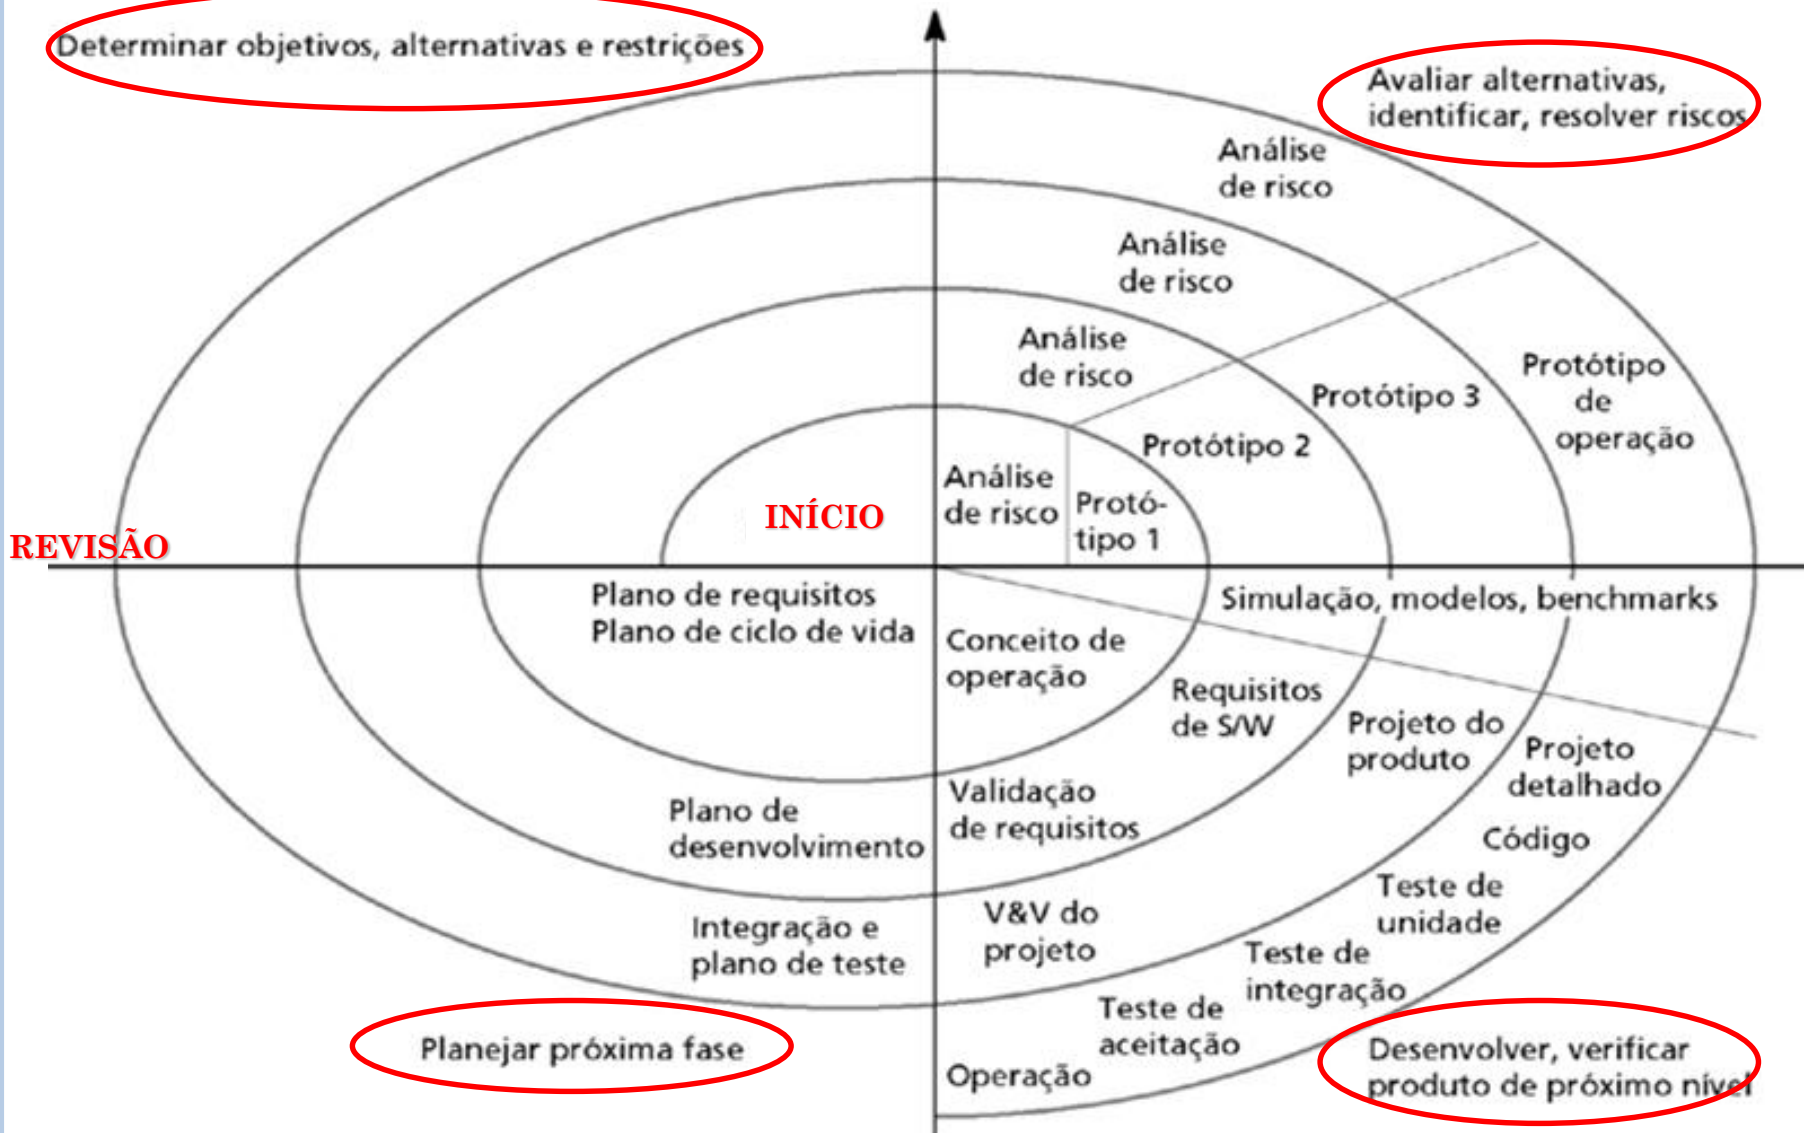 Determinar objetivos, alternativas e restrições
Avaliar alternativas,
identificar, resolver riscos
Análise
de risco
Análise
de risco
Análise
de risco
Protótipo
de
operação
Protótipo 3
Protótipo 2
Análise
de risco
Protó-
tipo 1
INÍCIO
REVISÃO
Plano de requisitos
Plano de ciclo de vida
Simulação, modelos, benchmarks
Conceito de
operação
Requisitos
de S/W
Projeto do
produto
Projeto
detalhado
Plano de
desenvolvimento
Validação
de requisitos
Código
Teste de
unidade
Integração e
plano de teste
V&V do
projeto
Teste de
integração
Teste de
aceitação
Operação
Planejar próxima fase
Desenvolver, verificar
produto de próximo nível